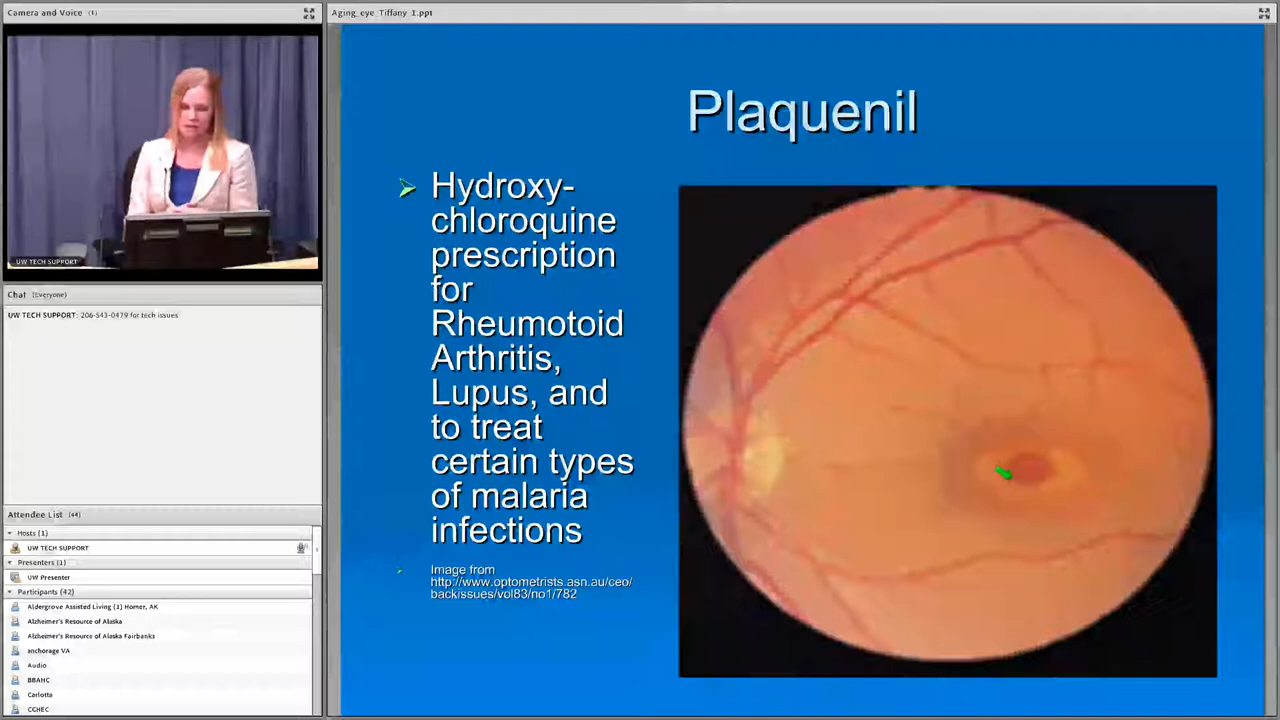 Camera and Voice (1)
UW TECH SUPPORT
Chat (Everyone)
UW TECH SUPPORT: 206-543-0479 for tech issues
Attendee List (44)
Hosts (1)
UW TECH SUPPORT
Presenters (1)
UW Presenter
Participants (42)
Aldergrove Assisted Living (1) Homer, AK
Alzheimer's Resource of Alaska
Alzheimer's Resource of Alaska Fairbanks
anchorage VA
Audio
BBAHC
Carlotta
CCHEC
Aging_eye_Tiffany_1.ppt
Plaquenil
Hydroxy-
chloroquine
prescription
for
Rheumotoid
Arthritis,
Lupus, and
to treat
certain types
of malaria
infections
Image from
http://www.optometrists.asn.au/ceo/
backissues/vol83/no1/782